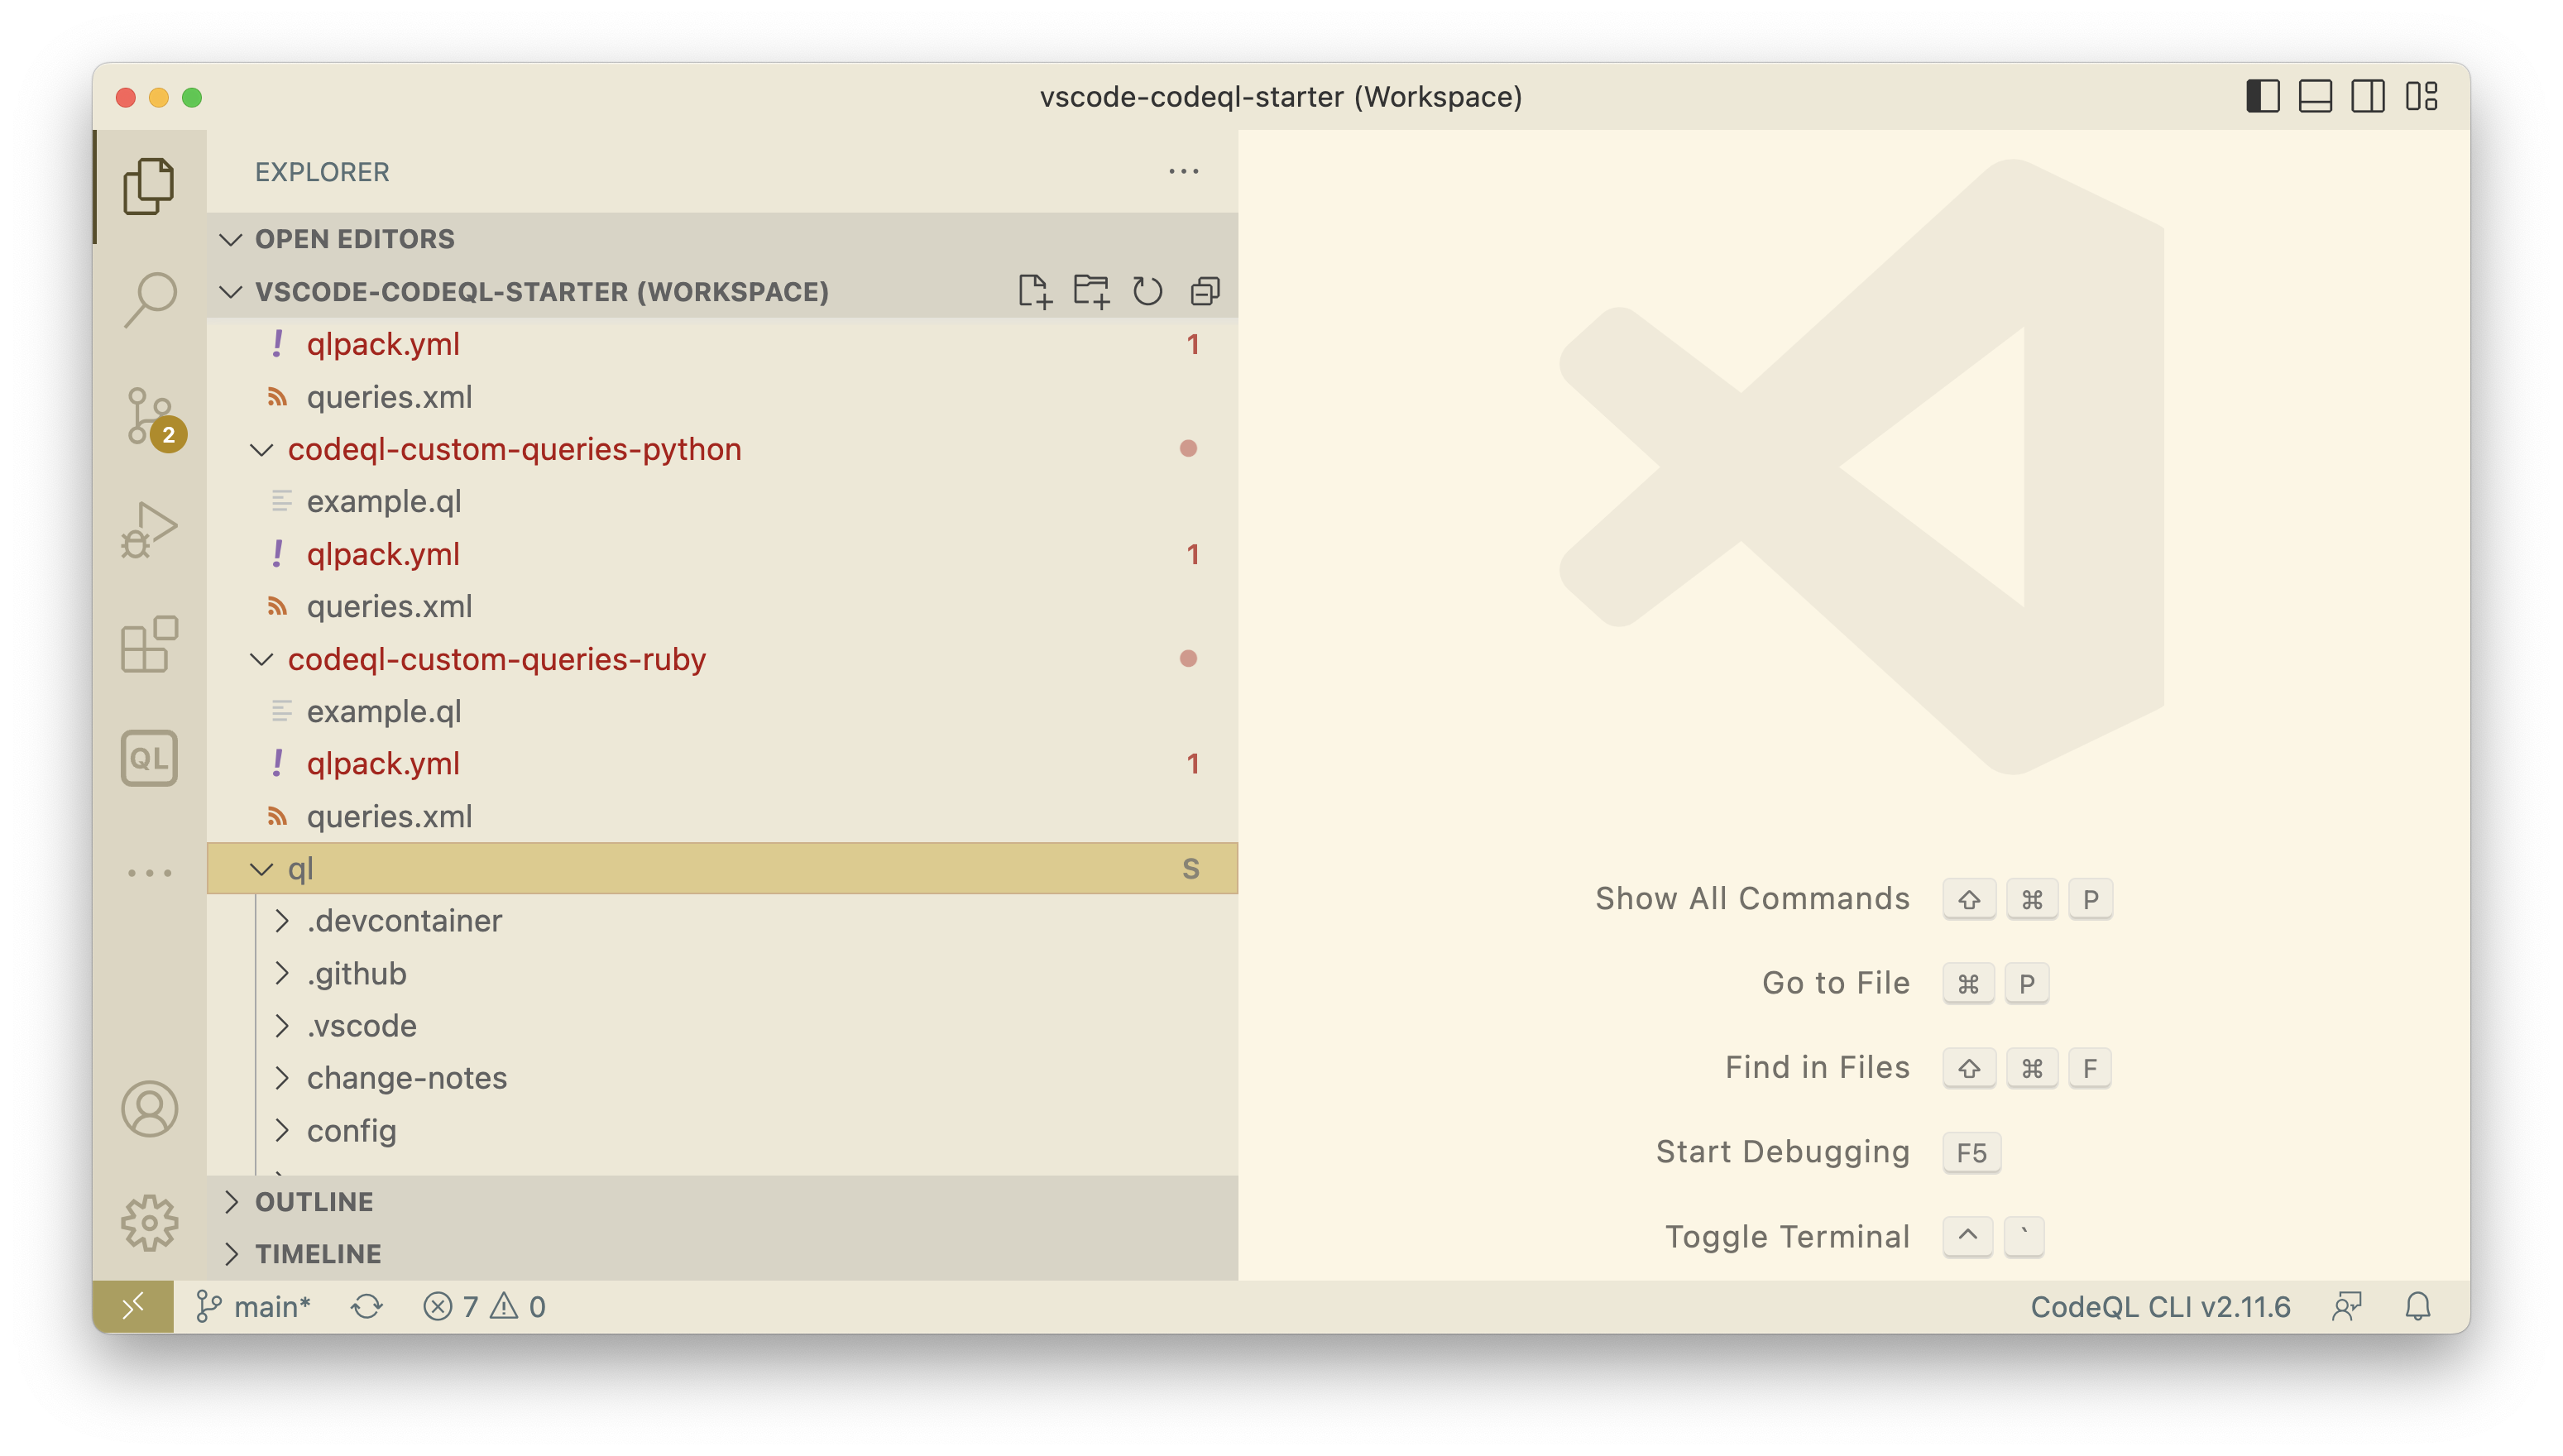 vscode-codeql-starter (Workspace)
EXPLORER
OPEN EDITORS
VSCODE-CODEQL-STARTER (WORKSPACE)
! qlpack.yml 1
queries.xml
codeql-custom-queries-python
example.ql
! qlpack.yml 1
queries.xml
codeql-custom-queries-ruby
example.ql
! qlpack.yml 1
queries.xml
ql S
.devcontainer
.github
.vscode
change-notes
config
OUTLINE
TIMELINE
2
QL
Show All Commands ⇧ ⌘ P
Go to File ⌘ P
Find in Files ⇧ ⌘ F
Start Debugging F5
Toggle Terminal ^ `
main* 7 0 CodeQL CLI v2.11.6